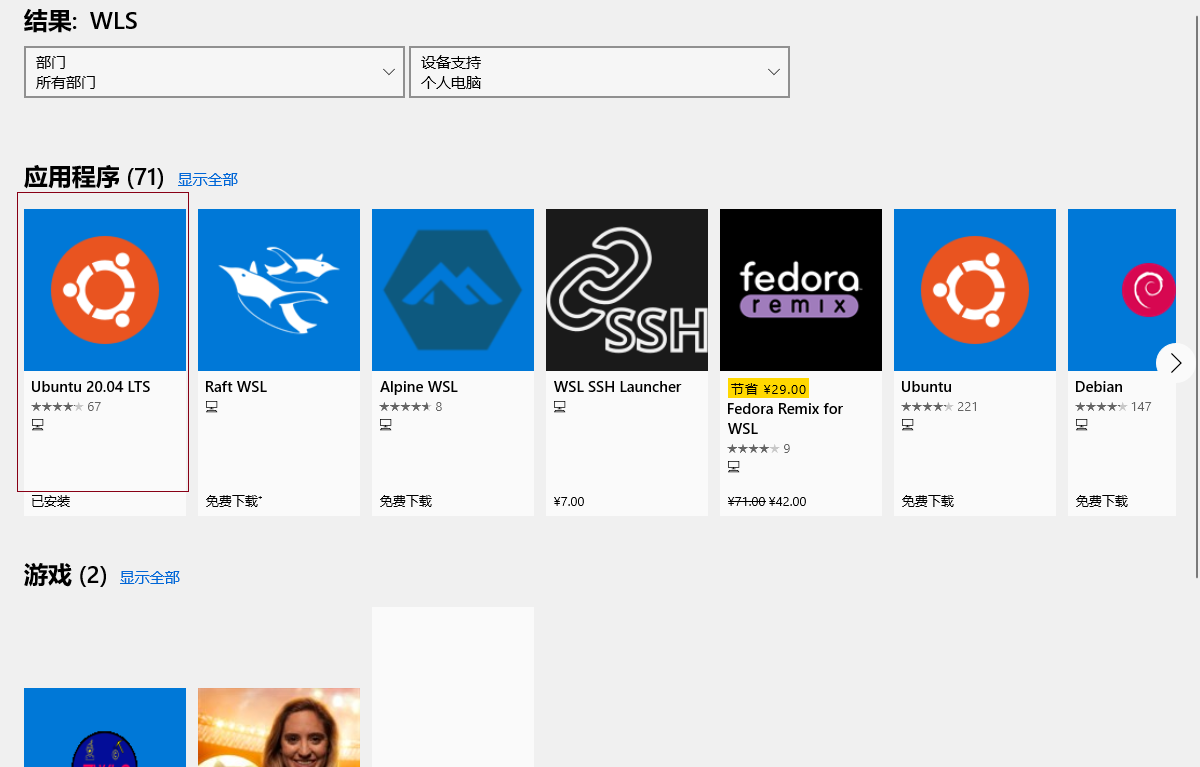 结果: WLS
部门
所有部门
设备支持
个人电脑
应用程序 (71) 显示全部
SSH
fedora
remix
Ubuntu 20.04 LTS
67
已安装
Raft WSL
免费下载+
Alpine WSL
8
免费下载
WSL SSH Launcher
¥7.00
节省 ¥29.00
Fedora Remix for
WSL
9
¥71.00 ¥42.00
Ubuntu
221
免费下载
Debian
147
免费下载
游戏 (2) 显示全部